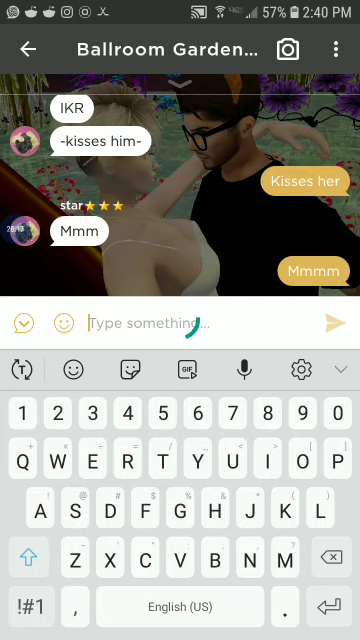 57% 2:40 PM
Ballroom Garden...
IKR
-kisses him-
Kisses her
star⭐⭐⭐
Mmm
Mmmm
Type something...
T GIF
1 2 3 4 5 6 7 8 9 0
+ × ÷ = / _ < > [ ]
Q W E R T Y U I O P
! @ # $ % ^ & * ( )
A S D F G H J K L
- ' " : ; , ?
Z X C V B N M
!#1 , English (US) .